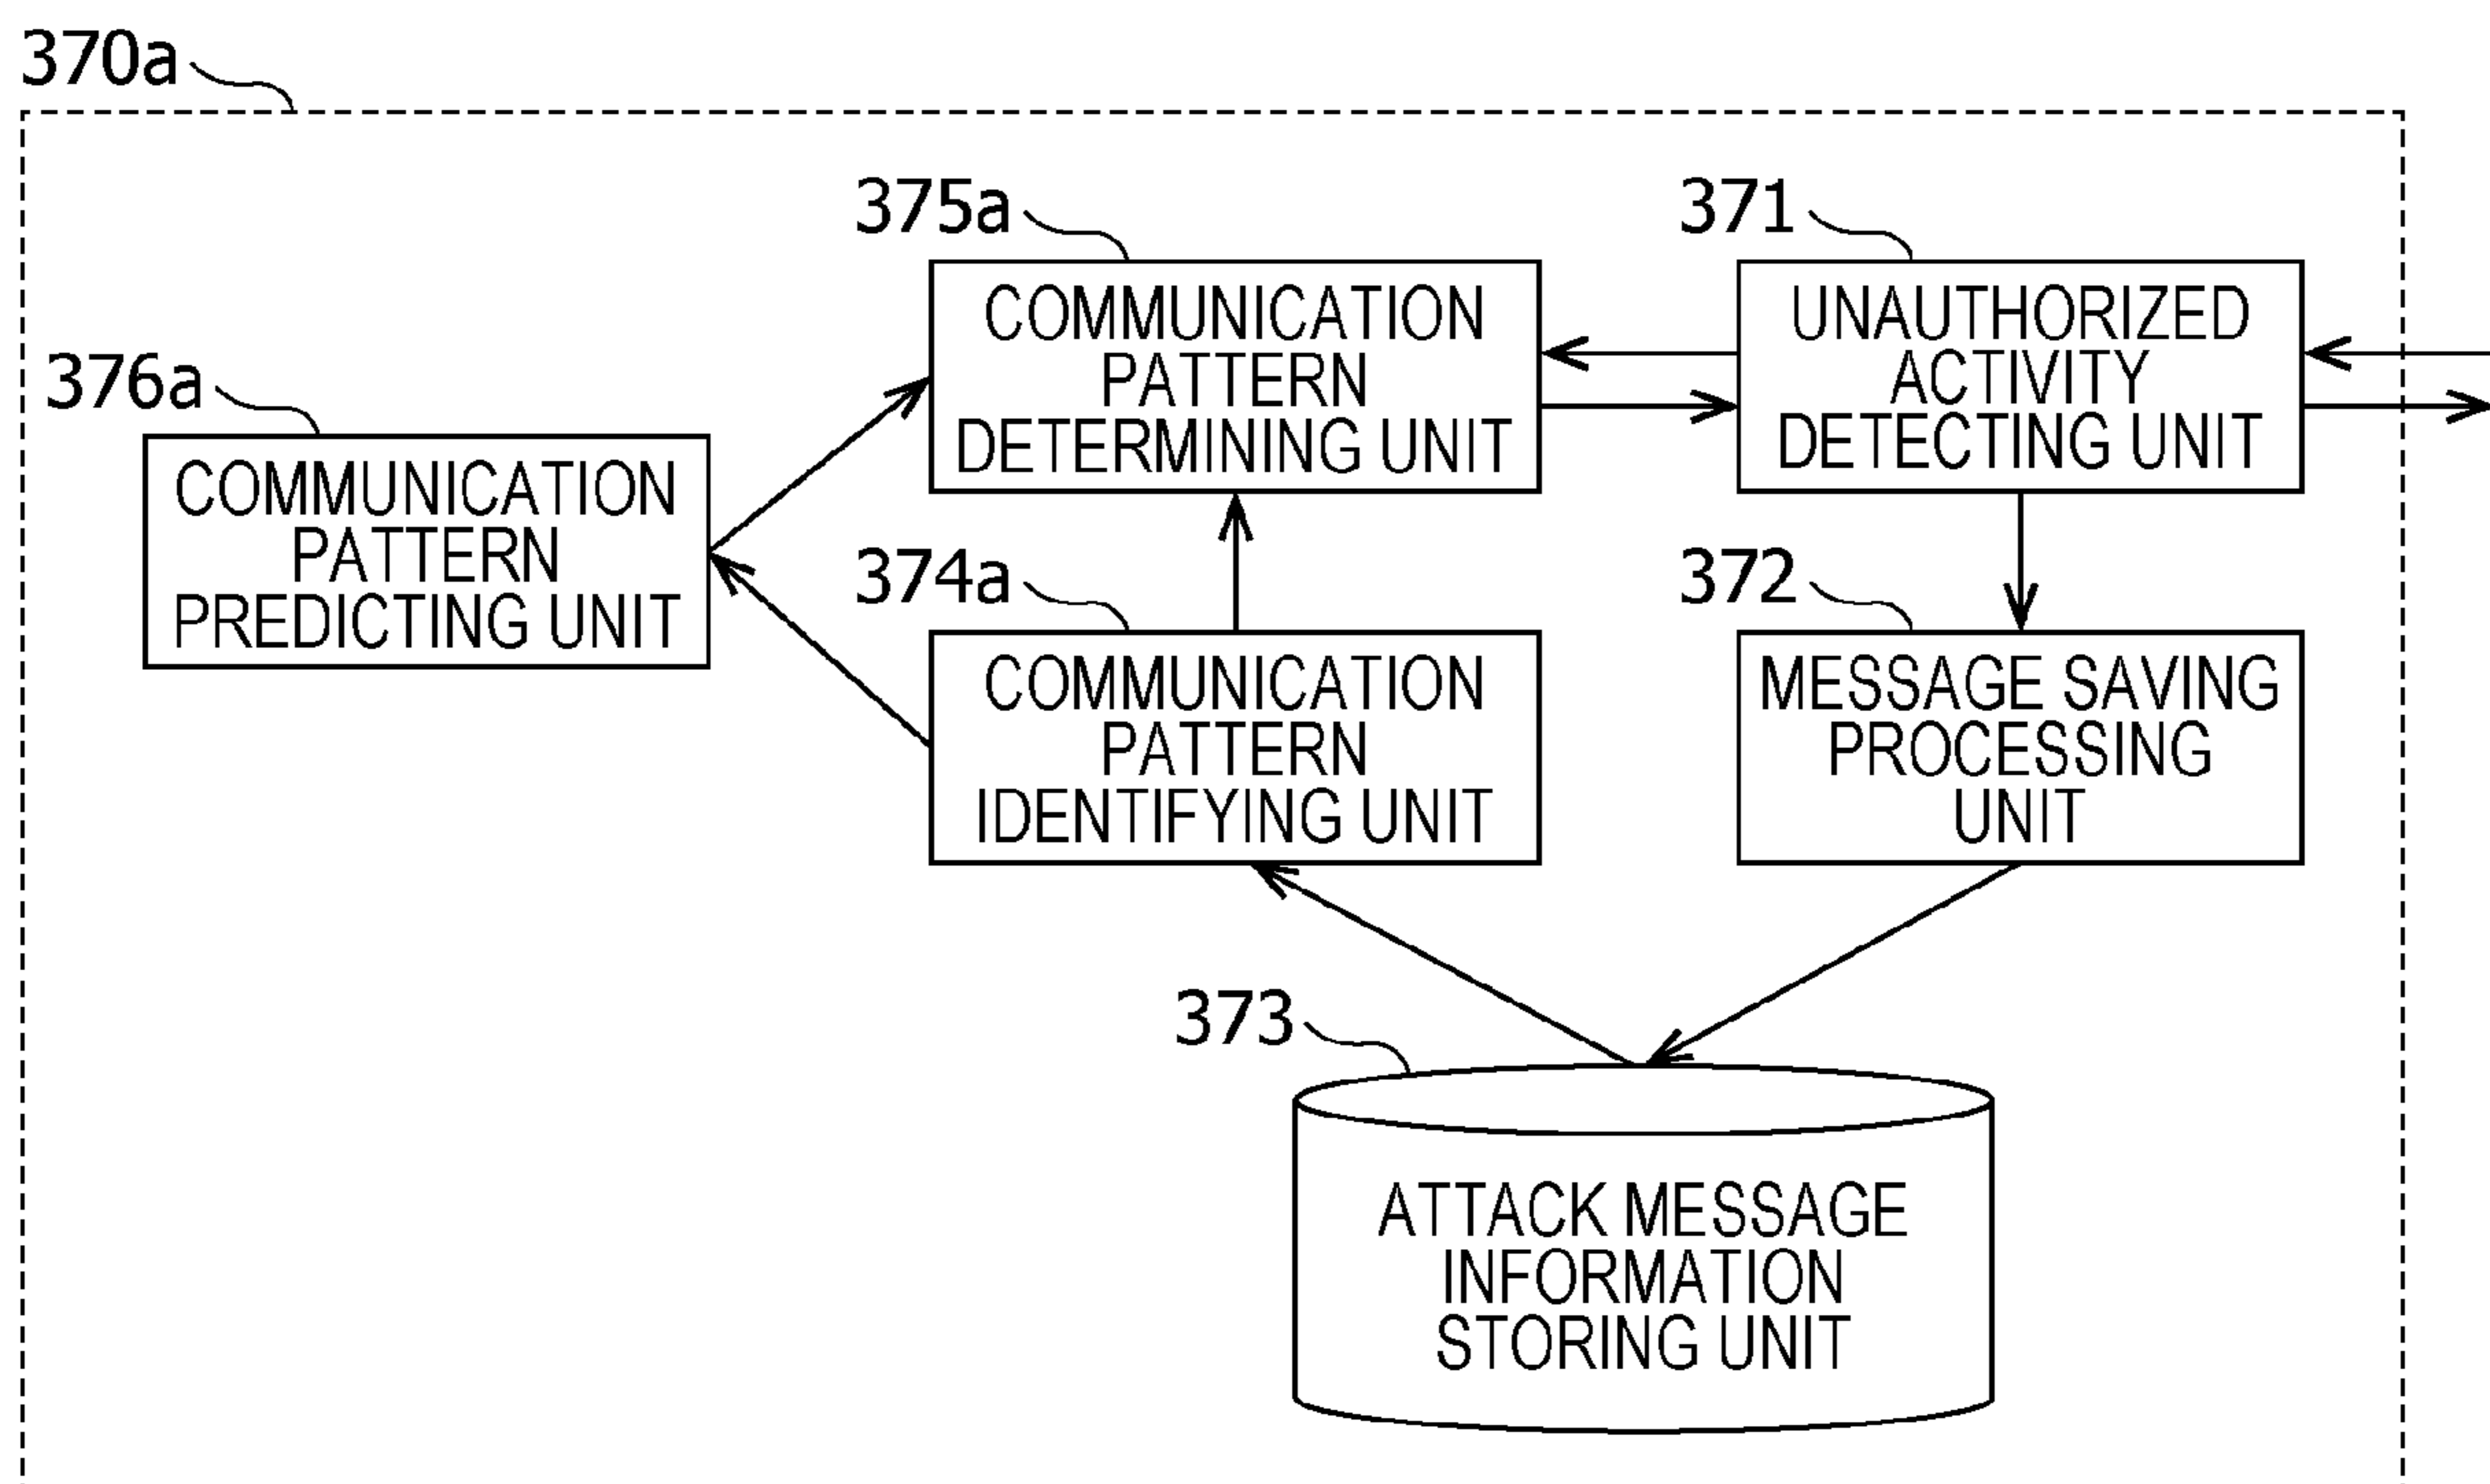 370a
375a
COMMUNICATION
PATTERN
DETERMINING UNIT
371
UNAUTHORIZED
ACTIVITY
DETECTING UNIT
376a
COMMUNICATION
PATTERN
PREDICTING UNIT
374a
COMMUNICATION
PATTERN
IDENTIFYING UNIT
372
MESSAGE SAVING
PROCESSING
UNIT
373
ATTACK MESSAGE
INFORMATION
STORING UNIT